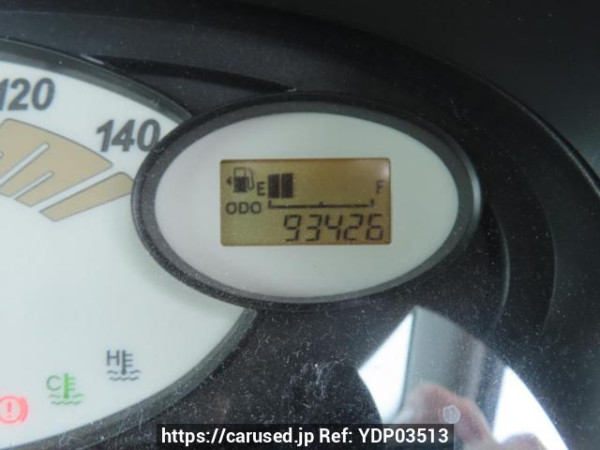 120
140
E F
ODO
93426
H
C
https://carused.jp Ref: YDP03513